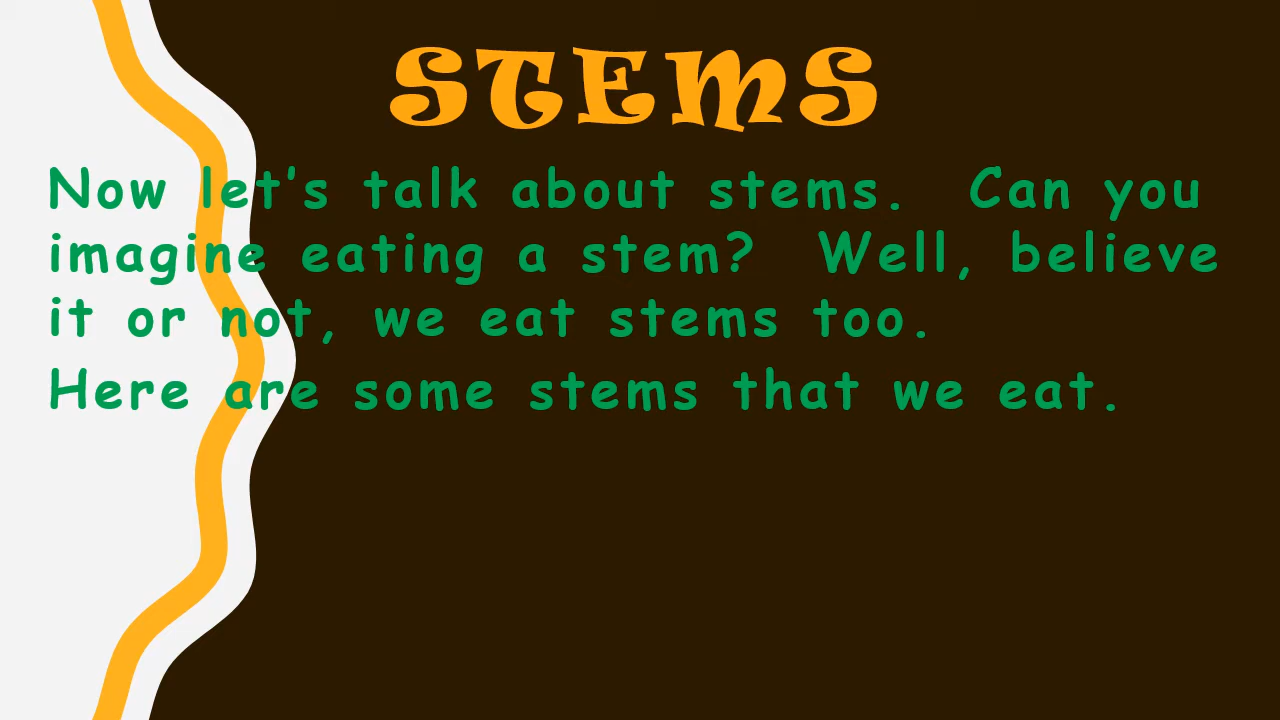 STEMS
Now let's talk about stems.  Can you
imagine eating a stem?  Well, believe
it or not, we eat stems too.
Here are some stems that we eat.